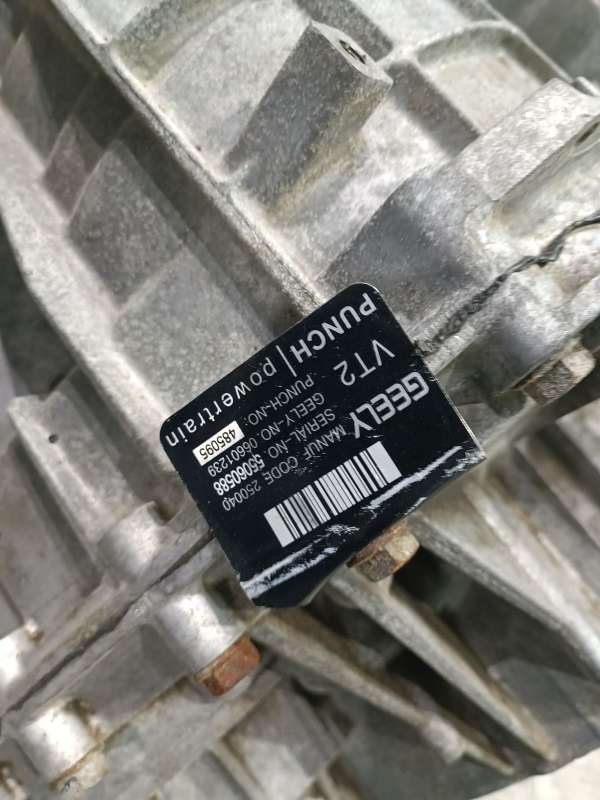 GEELY MANUF CODE 250040
SERIAL-NO 55060588
VT2 GEELY-NO 06601239
PUNCH-NO: 485095
PUNCH|powertrain